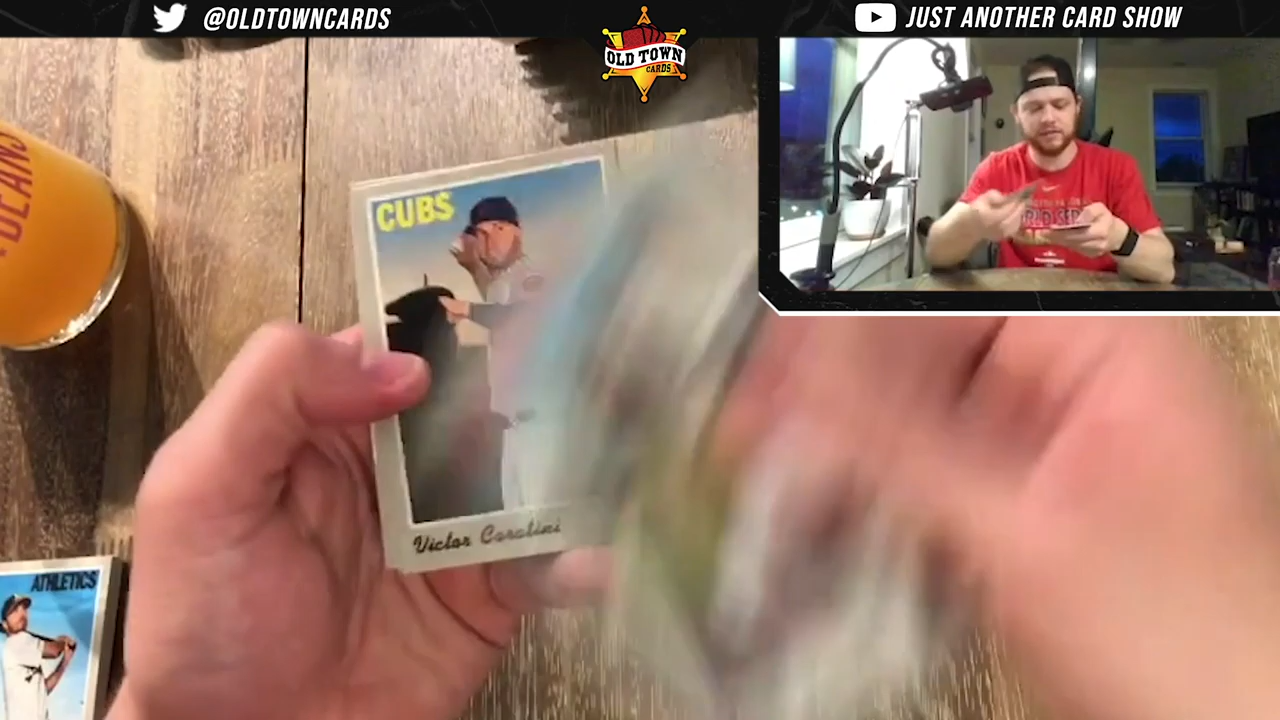 @OLDTOWNCARDS
OLD TOWN
CARDS
JUST ANOTHER CARD SHOW
CUBS
Victor Caratini
ATHLETICS